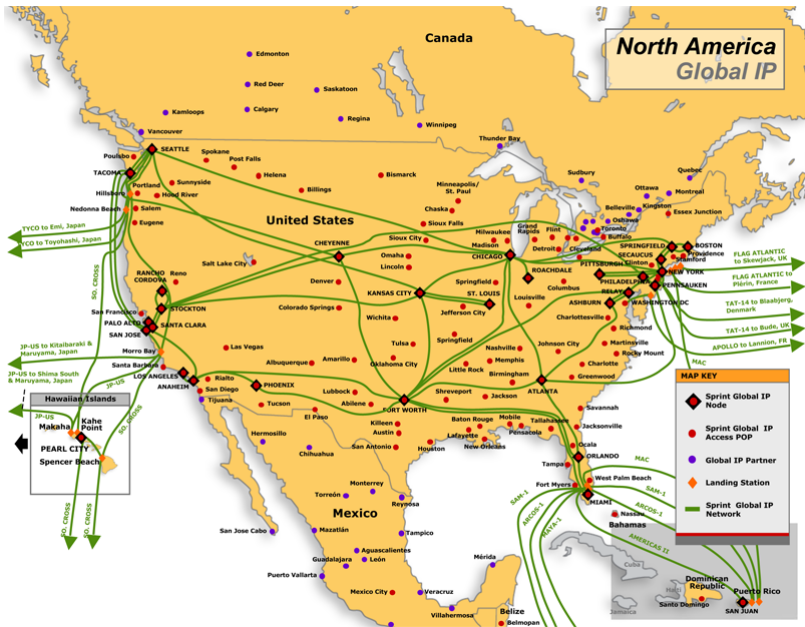 Canada
North America
Global IP
Edmonton
Red Deer
Saskatoon
Calgary
Kamloops
Regina
Winnipeg
Vancouver
Thunder Bay
SEATTLE
Poulsbo
Spokane
Post Falls
TACOMA
Helena
Bismarck
Sudbury
Quebec
Portland
Sunnyside
Hillsboro
Hood River
Billings
Minneapolis/
St. Paul
Ottawa
Montreal
Nedonna Beach
Salem
Chaska
Belleville
Kingston
Essex Junction
Eugene
United States
Sioux Falls
Grand
Rapids
Flint
Oshawa
Toronto
Buffalo
TYCO to Emi, Japan
TYCO to Toyohashi, Japan
CHEYENNE
Sioux City
Milwaukee
Madison
Detroit
Cleveland
SPRINGFIELD
BOSTON
Providence
SECAUCUS
Stamford
Salt Lake City
Omaha
CHICAGO
Clinton
PITTSBURGH
NEW YORK
FLAG ATLANTIC
to Skewjack, UK
Lincoln
ROACHDALE
PHILADELPHIA
RANCHO
CORDOVA
Reno
Denver
Springfield
Columbus
RELAY
PENNSAUKEN
FLAG ATLANTIC to
Plérin, France
SO. CROSS
KANSAS CITY
ST. LOUIS
Louisville
ASHBURN
WASHINGTON DC
STOCKTON
Colorado Springs
Jefferson City
TAT-14 to Blaabjerg,
Denmark
San Francisco
Wichita
Charlottesville
PALO ALTO
SANTA CLARA
Richmond
TAT-14 to Bude, UK
SAN JOSE
Springfield
Johnson City
Martinsville
APOLLO to Lannion, FR
JP-US to Kitaibaraki &
Maruyama, Japan
Morro Bay
Las Vegas
Tulsa
Nashville
Rocky Mount
Santa Barbara
Albuquerque
Amarillo
Oklahoma City
Memphis
Charlotte
MAC
JP-US to Shima South
& Maruyama, Japan
JP-US
LOS ANGELES
Little Rock
Birmingham
Greenwood
MAP KEY
ANAHEIM
Rialto
San Diego
PHOENIX
Lubbock
ATLANTA
Sprint Global IP
Node
Hawaiian Islands
Tijuana
Tucson
Abilene
FORT WORTH
Shreveport
Jackson
JP-US
SO. CROSS
El Paso
Savannah
Sprint Global IP
Access POP
Makaha
Kahe
Point
Killeen
Baton Rouge
Mobile
Tallahassee
Jacksonville
PEARL CITY
Hermosillo
Austin
Lafayette
Pensacola
Spencer Beach
Chihuahua
San Antonio
Houston
New Orleans
Ocala
Global IP Partner
ORLANDO
Tampa
MAC
Landing Station
Monterrey
Fort Myers
West Palm Beach
SAM-1
Torreón
SAM-1
MIAMI
ARCOS-1
Sprint Global IP
Network
Reynosa
SO. CROSS
SO. CROSS
Mexico
ARCOS-1
Nassau
MAC
San Jose Cabo
Mazatlán
Tampico
MAYA-1
Bahamas
AMERICAS II
Aguascalientes
Guadalajara
León
Mérida
Cuba
Puerto Vallarta
Dominican
Republic
Puerto Rico
Mexico City
Veracruz
Haiti
Santo Domingo
SAN JUAN
Villahermosa
Belize
Jamaica
Belmopan